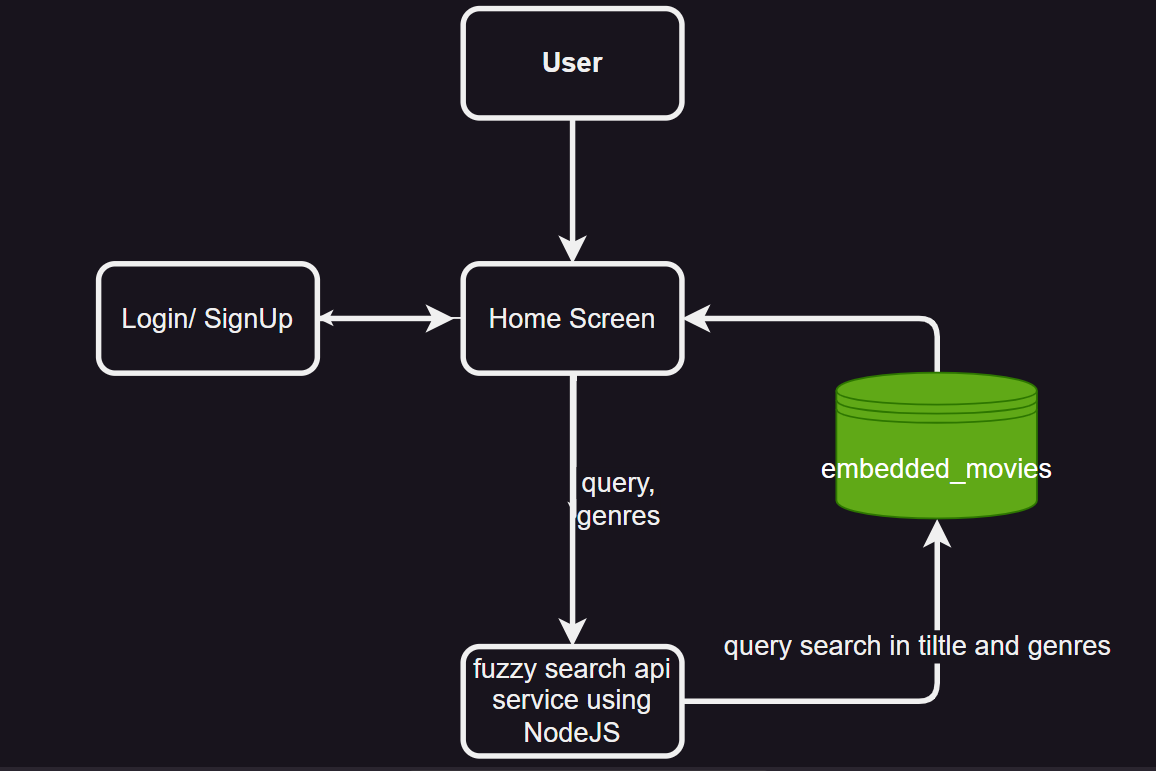 User
Login/ SignUp
Home Screen
query,
genres
embedded_movies
query search in tiltle and genres
fuzzy search api
service using
NodeJS